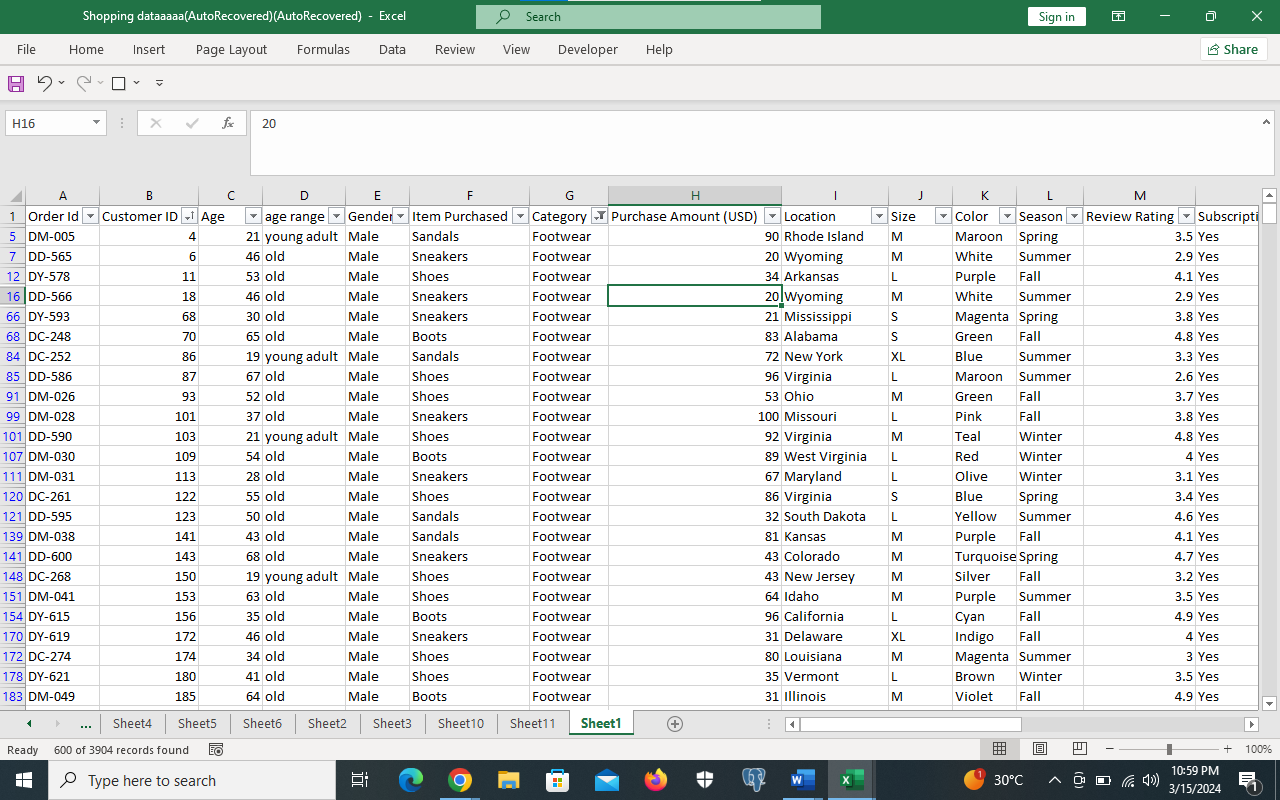 Shopping dataaaaa(AutoRecovered)(AutoRecovered) - Excel Search Sign in
File Home Insert Page Layout Formulas Data Review View Developer Help Share
H16 fx 20
A B C D E F G H I J K L M
1 Order Id Customer ID Age age range Gender Item Purchased Category Purchase Amount (USD) Location Size Color Season Review Rating Subscripti
5 DM-005 4 21 young adult Male Sandals Footwear 90 Rhode Island M Maroon Spring 3.5 Yes
7 DD-565 6 46 old Male Sneakers Footwear 20 Wyoming M White Summer 2.9 Yes
12 DY-578 11 53 old Male Shoes Footwear 34 Arkansas L Purple Fall 4.1 Yes
16 DD-566 18 46 old Male Sneakers Footwear 20 Wyoming M White Summer 2.9 Yes
66 DY-593 68 30 old Male Sneakers Footwear 21 Mississippi S Magenta Spring 3.8 Yes
68 DC-248 70 65 old Male Boots Footwear 83 Alabama S Green Fall 4.8 Yes
84 DC-252 86 19 young adult Male Sandals Footwear 72 New York XL Blue Summer 3.3 Yes
85 DD-586 87 67 old Male Shoes Footwear 96 Virginia L Maroon Summer 2.6 Yes
91 DM-026 93 52 old Male Shoes Footwear 53 Ohio M Green Fall 3.7 Yes
99 DM-028 101 37 old Male Sneakers Footwear 100 Missouri L Pink Fall 3.8 Yes
101 DD-590 103 21 young adult Male Shoes Footwear 92 Virginia M Teal Winter 4.8 Yes
107 DM-030 109 54 old Male Boots Footwear 89 West Virginia L Red Winter 4 Yes
111 DM-031 113 28 old Male Sneakers Footwear 67 Maryland L Olive Winter 3.1 Yes
120 DC-261 122 55 old Male Shoes Footwear 86 Virginia S Blue Spring 3.4 Yes
121 DD-595 123 50 old Male Sandals Footwear 32 South Dakota L Yellow Summer 4.6 Yes
139 DM-038 141 43 old Male Sandals Footwear 81 Kansas M Purple Fall 4.1 Yes
141 DD-600 143 68 old Male Sneakers Footwear 43 Colorado M Turquoise Spring 4.7 Yes
148 DC-268 150 19 young adult Male Shoes Footwear 43 New Jersey M Silver Fall 3.2 Yes
151 DM-041 153 63 old Male Shoes Footwear 64 Idaho M Purple Summer 3.5 Yes
154 DY-615 156 35 old Male Boots Footwear 96 California L Cyan Fall 4.9 Yes
170 DY-619 172 46 old Male Sneakers Footwear 31 Delaware XL Indigo Fall 4 Yes
172 DC-274 174 34 old Male Shoes Footwear 80 Louisiana M Magenta Summer 3 Yes
178 DY-621 180 41 old Male Shoes Footwear 35 Vermont L Brown Winter 3.5 Yes
183 DM-049 185 64 old Male Boots Footwear 31 Illinois M Violet Fall 4.9 Yes
... Sheet4 Sheet5 Sheet6 Sheet2 Sheet3 Sheet10 Sheet11 Sheet1
Ready 600 of 3904 records found 100%
Type here to search 1 30°C 10:59 PM 1
3/15/2024